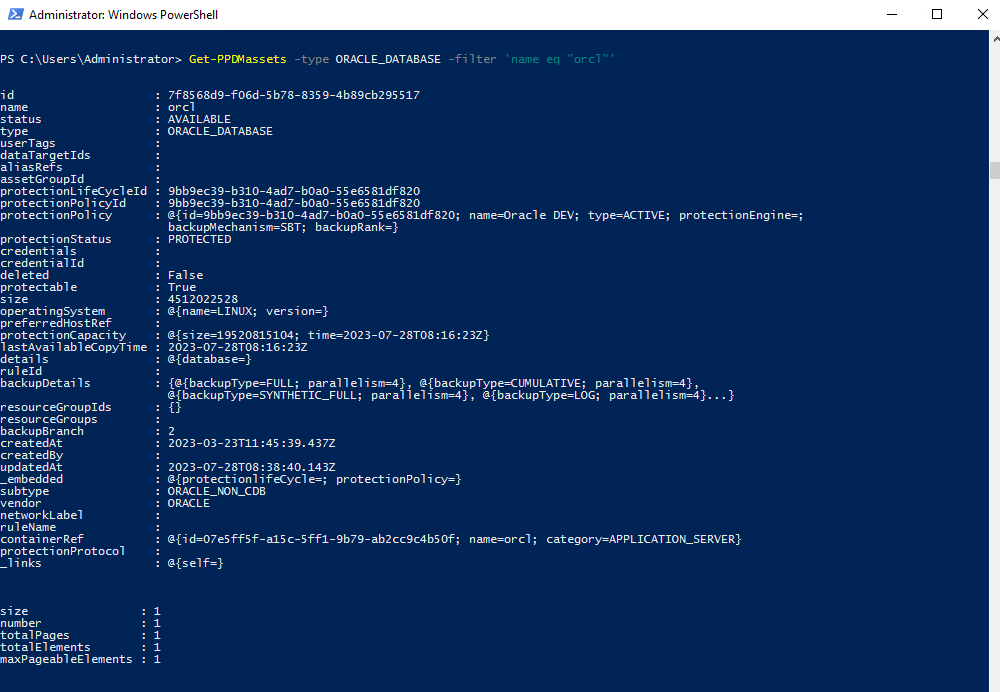 Administrator: Windows PowerShell
PS C:\Users\Administrator> Get-PPDMassets -type ORACLE_DATABASE -filter 'name eq "orcl"'
id : 7f8568d9-f06d-5b78-8359-4b89cb295517
name : orcl
status : AVAILABLE
type : ORACLE_DATABASE
userTags :
dataTargetIds :
aliasRefs :
assetGroupId :
protectionLifeCycleId : 9bb9ec39-b310-4ad7-b0a0-55e6581df820
protectionPolicyId : 9bb9ec39-b310-4ad7-b0a0-55e6581df820
protectionPolicy : @{id=9bb9ec39-b310-4ad7-b0a0-55e6581df820; name=Oracle DEV; type=ACTIVE; protectionEngine=;
backupMechanism=SBT; backupRank=}
protectionStatus : PROTECTED
credentials :
credentialId :
deleted : False
protectable : True
size : 4512022528
operatingSystem : @{name=LINUX; version=}
preferredHostRef :
protectionCapacity : @{size=19520815104; time=2023-07-28T08:16:23Z}
lastAvailableCopyTime : 2023-07-28T08:16:23Z
details : @{database=}
ruleId :
backupDetails : {@{backupType=FULL; parallelism=4}, @{backupType=CUMULATIVE; parallelism=4},
@{backupType=SYNTHETIC_FULL; parallelism=4}, @{backupType=LOG; parallelism=4}...}
resourceGroupIds : {}
resourceGroups :
backupBranch : 2
createdAt : 2023-03-23T11:45:39.437Z
createdBy :
updatedAt : 2023-07-28T08:38:40.143Z
_embedded : @{protectionlifeCycle=; protectionPolicy=}
subtype : ORACLE_NON_CDB
vendor : ORACLE
networkLabel :
ruleName :
containerRef : @{id=07e5ff5f-a15c-5ff1-9b79-ab2cc9c4b50f; name=orcl; category=APPLICATION_SERVER}
protectionProtocol :
_links : @{self=}
size : 1
number : 1
totalPages : 1
totalElements : 1
maxPageableElements : 1